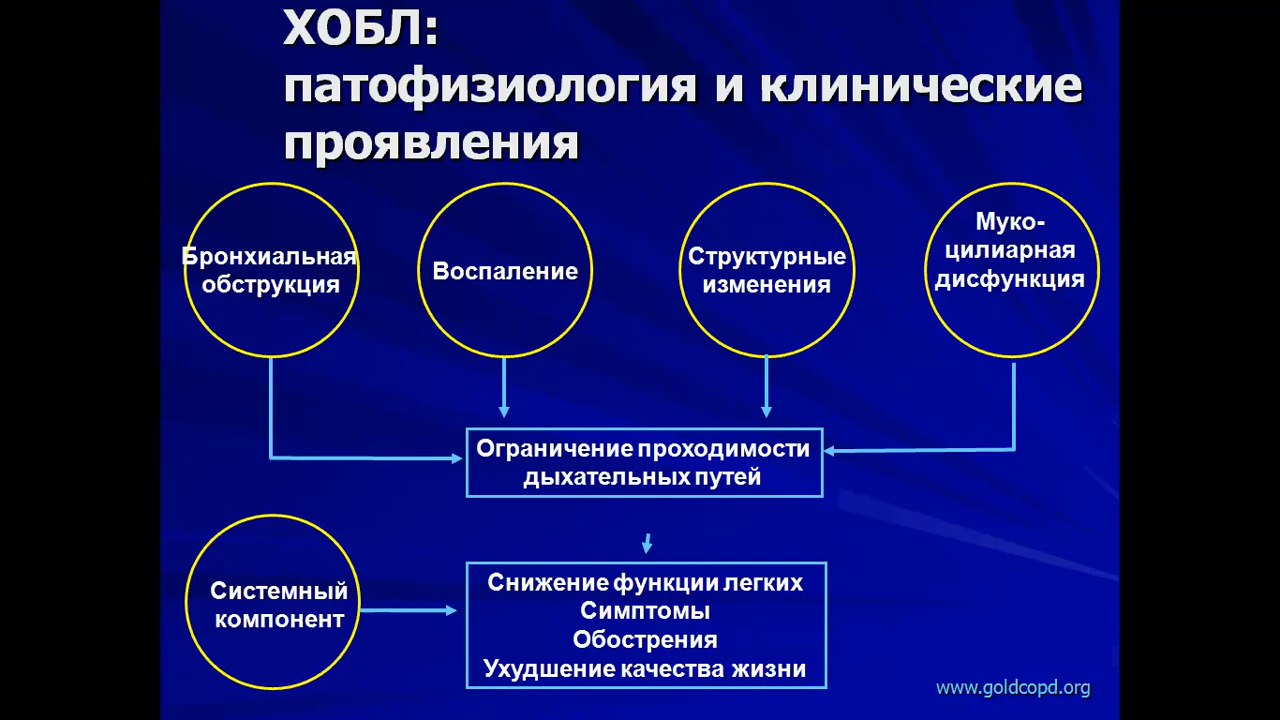 ХОБЛ:
патофизиология и клинические
проявления
Бронхиальная
обструкция
Воспаление
Структурные
изменения
Муко-
цилиарная
дисфункция
Ограничение проходимости
дыхательных путей
Системный
компонент
Снижение функции легких
Симптомы
Обострения
Ухудшение качества жизни
www.goldcopd.org